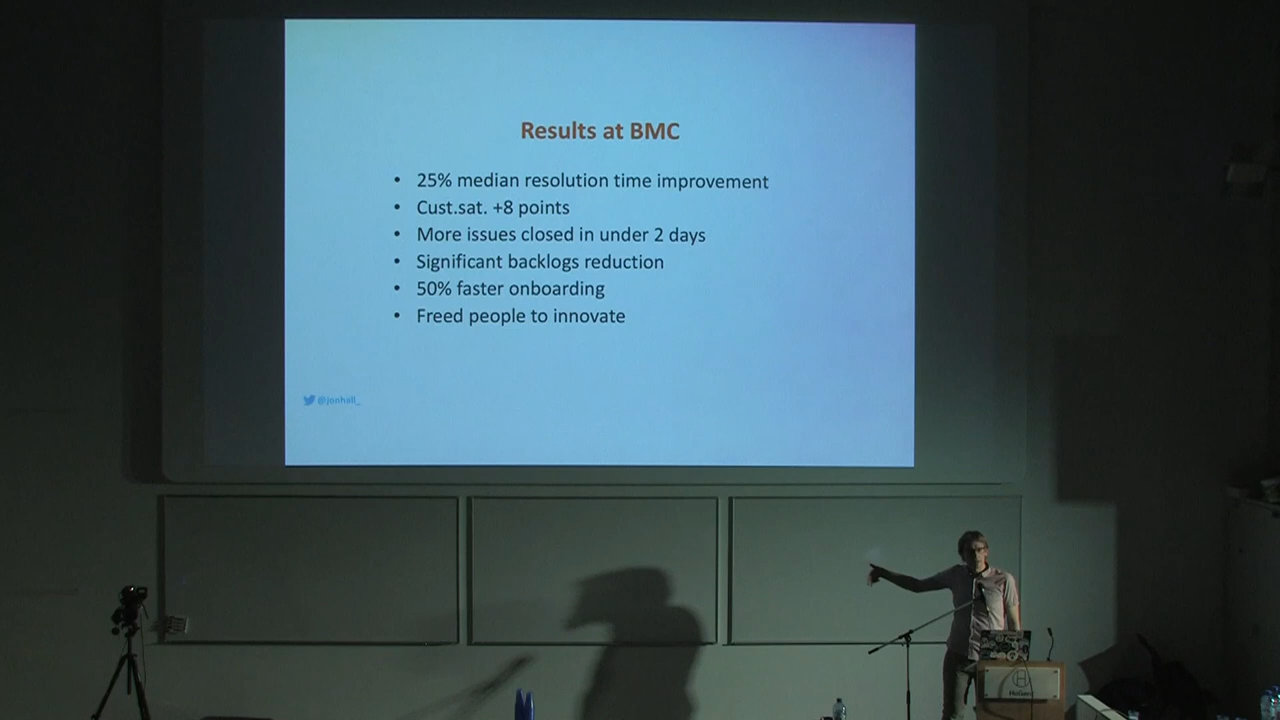 Results at BMC
• 25% median resolution time improvement
• Cust.sat. +8 points
• More issues closed in under 2 days
• Significant backlogs reduction
• 50% faster onboarding
• Freed people to innovate
@jonhall_